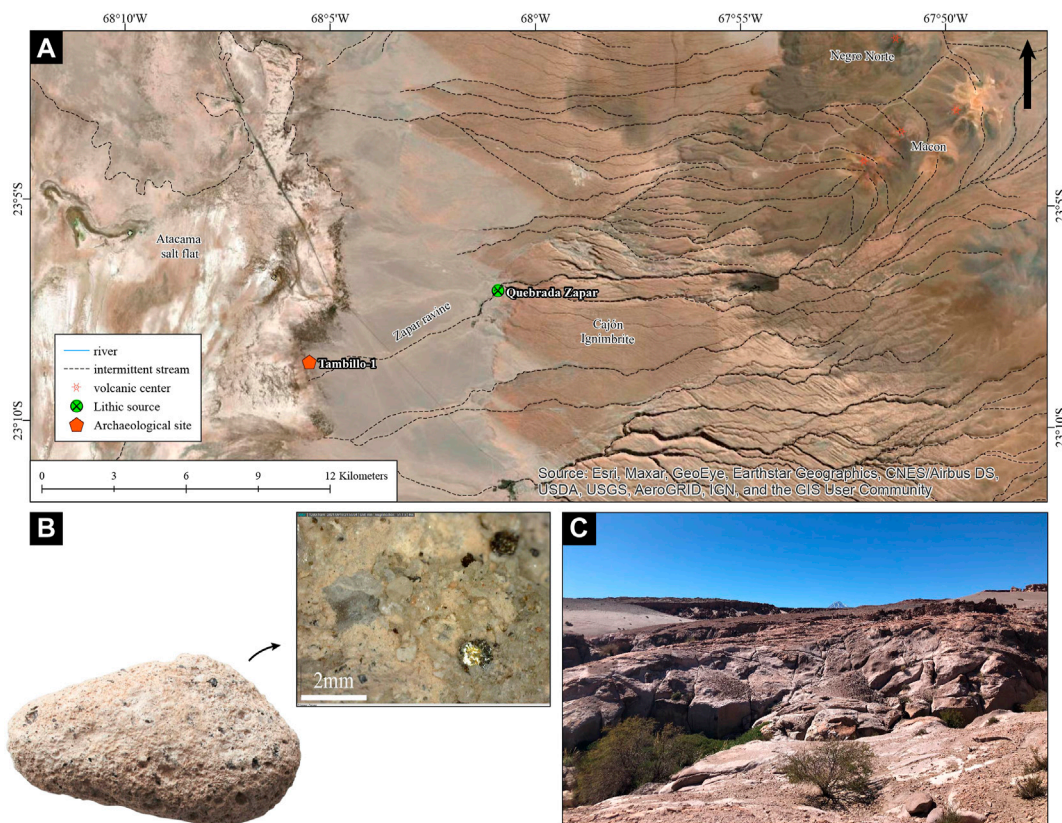 68°10'W
68°5'W
68°0'W
67°55'W
67°50'W
A
Negro Norte
Macon
23°5'S
23°5'S
Atacama
salt flat
Quebrada Zapar
Zapar ravine
Cajón
Ignimbrite
Tambillo-1
river
intermittent stream
volcanic center
Lithic source
Archaeological site
23°10'S
23°10'S
0 3 6 9 12 Kilometers
Source: Esri, Maxar, GeoEye, Earthstar Geographics, CNES/Airbus DS,
USDA, USGS, AeroGRID, IGN, and the GIS User Community
B
2mm
C